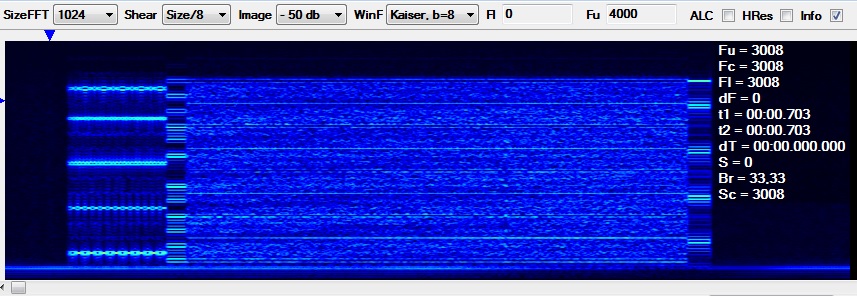 SizeFFT 1024 Shear Size/8 Image - 50 db WinF Kaiser, b=8 Fl 0 Fu 4000 ALC HRes Info
Fu = 3008
Fc = 3008
Fl = 3008
dF = 0
t1 = 00:00.703
t2 = 00:00.703
dT = 00:00.000.000
S = 0
Br = 33,33
Sc = 3008